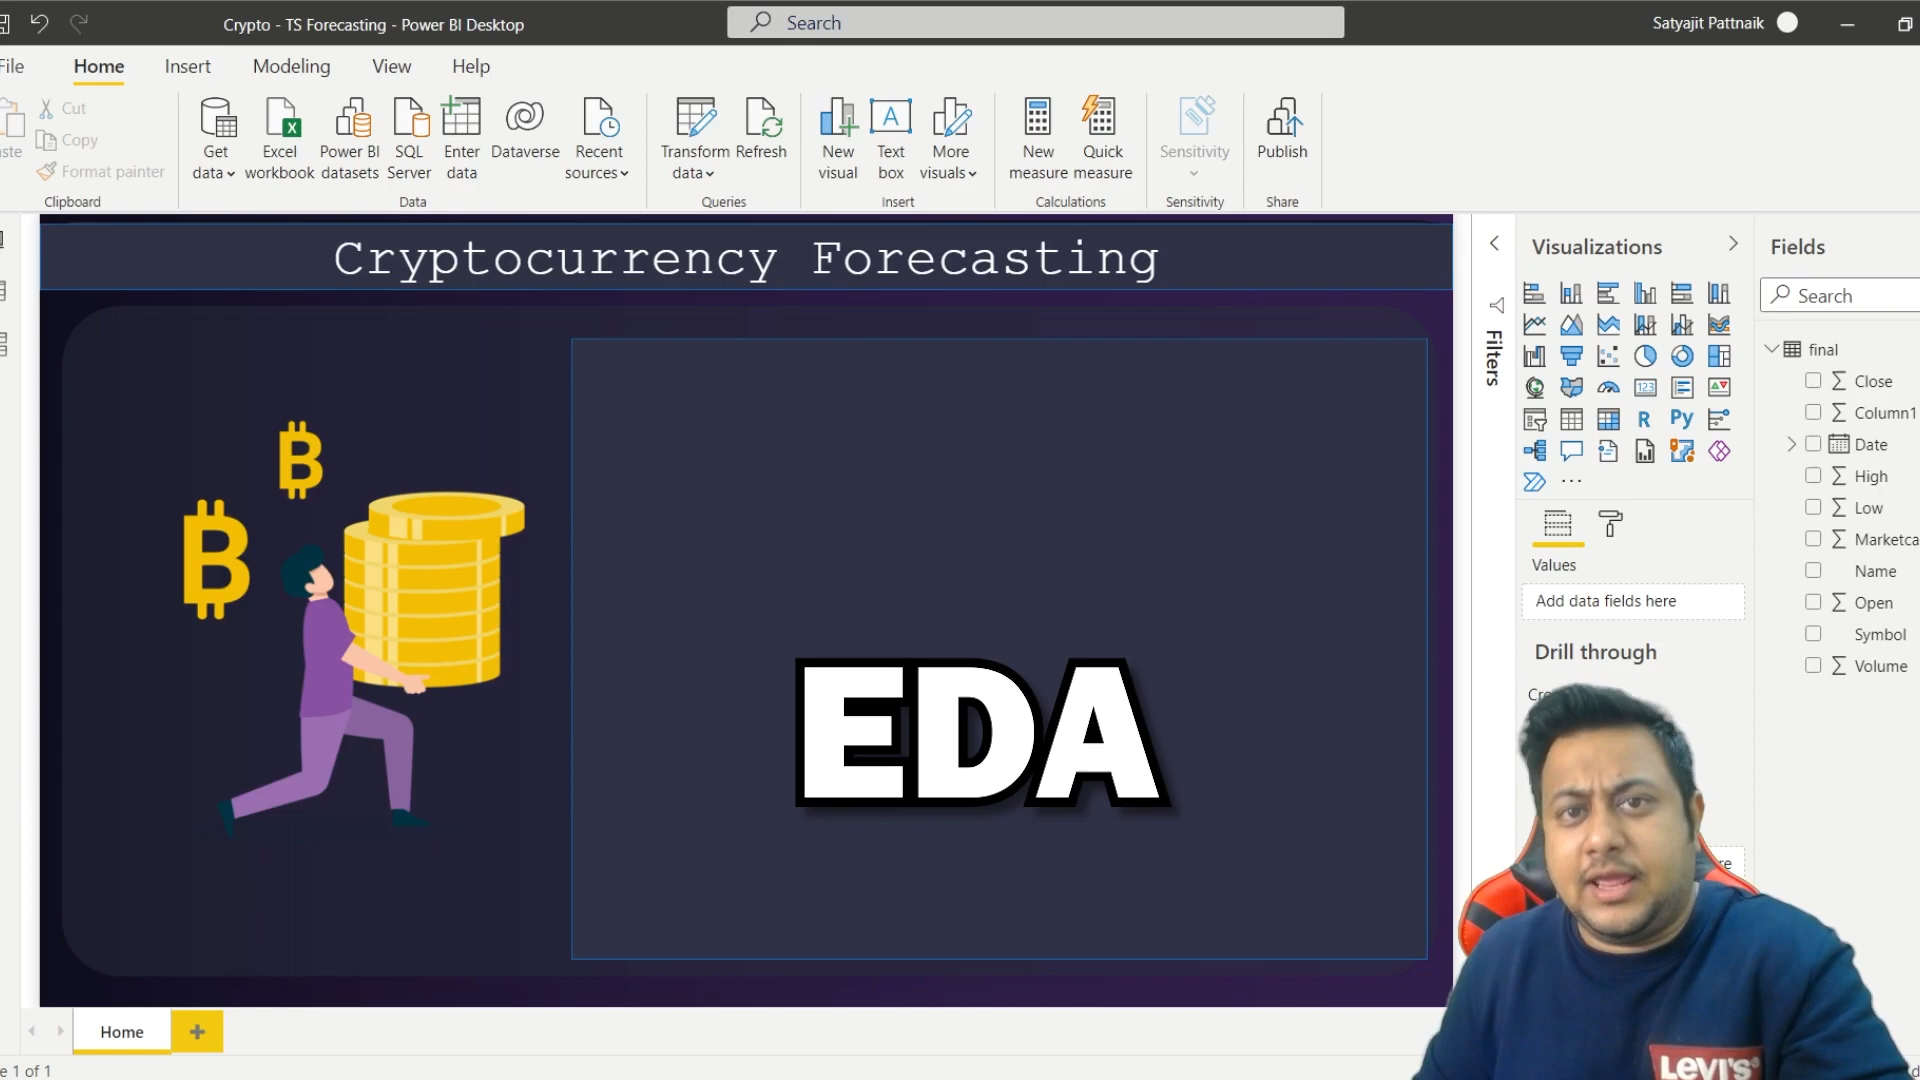 Crypto - TS Forecasting - Power BI Desktop
Search
Satyajit Pattnaik
File
Home
Insert
Modeling
View
Help
Cut
Copy
Format painter
Clipboard
Get data
Excel workbook
Power BI datasets
SQL Server
Enter data
Dataverse
Recent sources
Data
Transform data
Refresh
Queries
New visual
Text box
More visuals
Insert
New measure
Quick measure
Calculations
Sensitivity
Sensitivity
Publish
Share
Cryptocurrency Forecasting
EDA
Filters
Visualizations
123
R
Py
Values
Add data fields here
Drill through
Fields
Search
final
Close
Column1
Date
High
Low
Marketca
Name
Open
Symbol
Volume
LEVI'S
Home
e 1 of 1